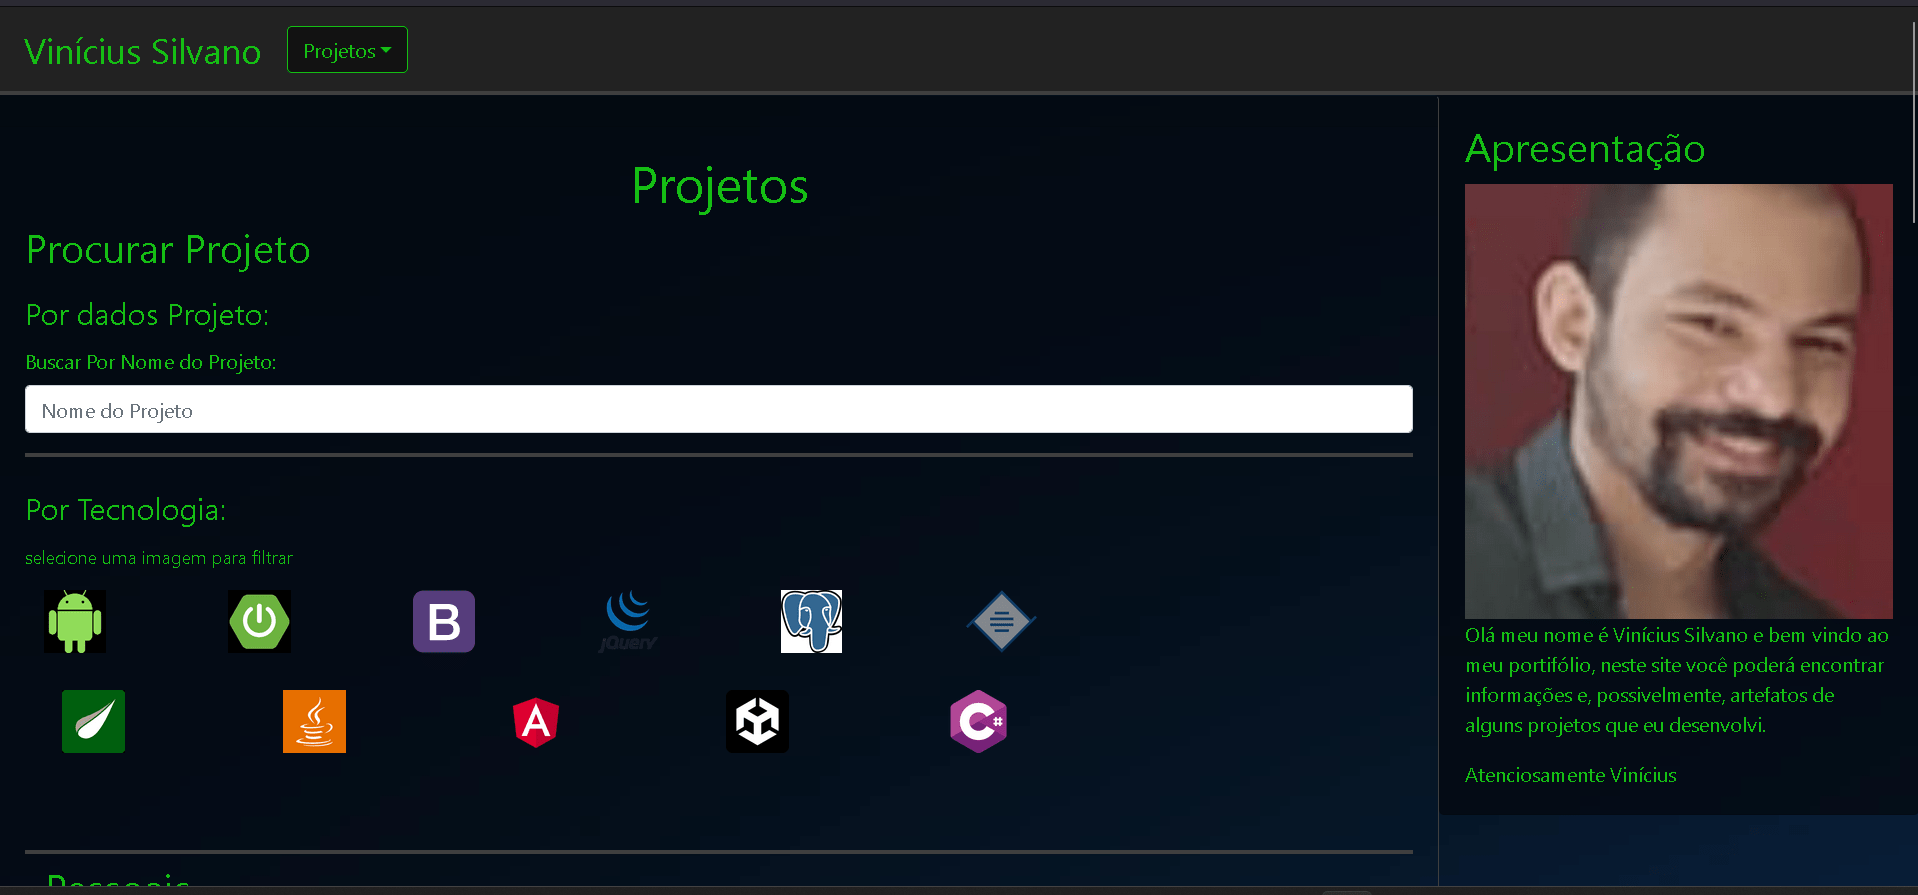 Vinícius Silvano
Projetos
Projetos
Procurar Projeto
Por dados Projeto:
Buscar Por Nome do Projeto:
Nome do Projeto
Por Tecnologia:
selecione uma imagem para filtrar
B
jQuery
A
C#
Pessoais
Apresentação
Olá meu nome é Vinícius Silvano e bem vindo ao
meu portifólio, neste site você poderá encontrar
informações e, possivelmente, artefatos de
alguns projetos que eu desenvolvi.
Atenciosamente Vinícius